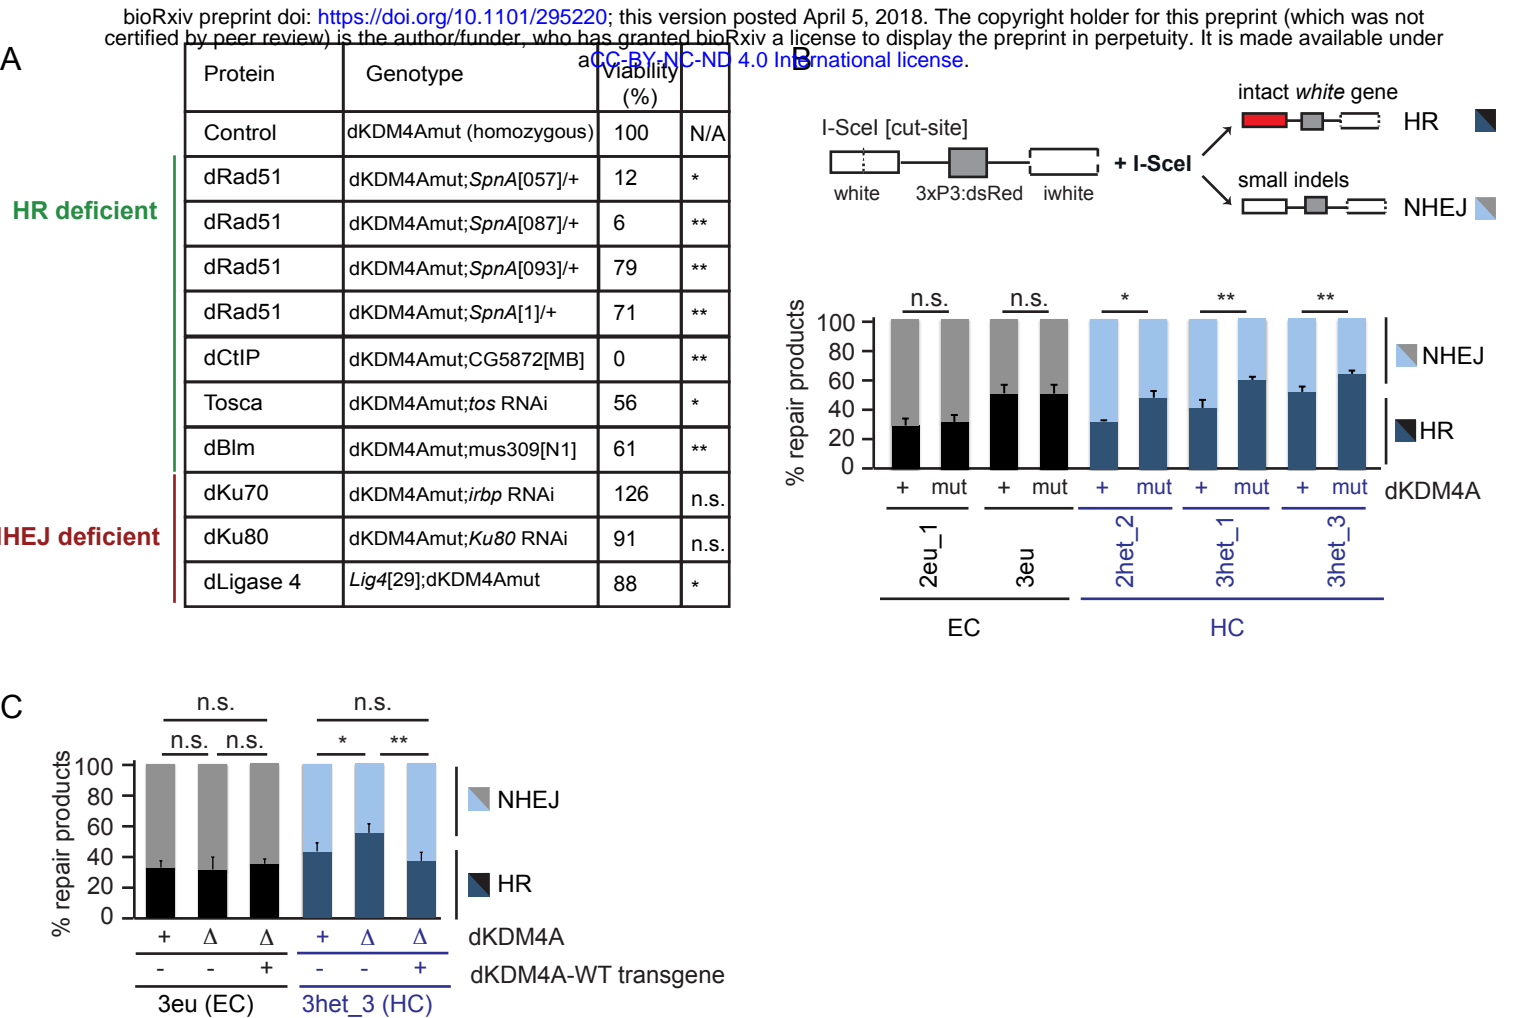 bioRxiv preprint doi: https://doi.org/10.1101/295220; this version posted April 5, 2018. The copyright holder for this preprint (which was not
certified by peer review) is the author/funder, who has granted bioRxiv a license to display the preprint in perpetuity. It is made available under
aCC-BY-NC-ND 4.0 International license.
A
Protein Genotype Viability (%)
Control dKDM4Amut (homozygous) 100 N/A
HR deficient
dRad51 dKDM4Amut;SpnA[057]/+ 12 *
dRad51 dKDM4Amut;SpnA[087]/+ 6 **
dRad51 dKDM4Amut;SpnA[093]/+ 79 **
dRad51 dKDM4Amut;SpnA[1]/+ 71 **
dCtIP dKDM4Amut;CG5872[MB] 0 **
Tosca dKDM4Amut;tos RNAi 56 *
dBlm dKDM4Amut;mus309[N1] 61 **
HEJ deficient
dKu70 dKDM4Amut;irbp RNAi 126 n.s.
dKu80 dKDM4Amut;Ku80 RNAi 91 n.s.
dLigase 4 Lig4[29];dKDM4Amut 88 *
B
I-SceI [cut-site]
white 3xP3:dsRed iwhite
+ I-SceI
intact white gene
HR
small indels
NHEJ
n.s. n.s. * ** **
% repair products
100
80
60
40
20
0
NHEJ
HR
+ mut + mut + mut + mut + mut dKDM4A
2eu_1 3eu 2het_2 3het_1 3het_3
EC HC
C
n.s. n.s.
n.s. n.s. * **
% repair products
100
80
60
40
20
0
NHEJ
HR
+ Δ Δ + Δ Δ dKDM4A
- - + - - + dKDM4A-WT transgene
3eu (EC) 3het_3 (HC)